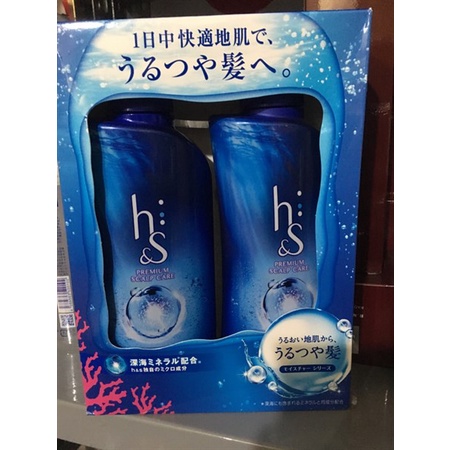 1日中快適地肌で、
うるつや髪へ。
h&s
PREMIUM
SCALP CARE
h&s
PREMIUM
SCALP CARE
深海ミネラル*配合。
h&s独自のミクロ成分
うるおい地肌から、
うるつや髪
モイスチャー シリーズ